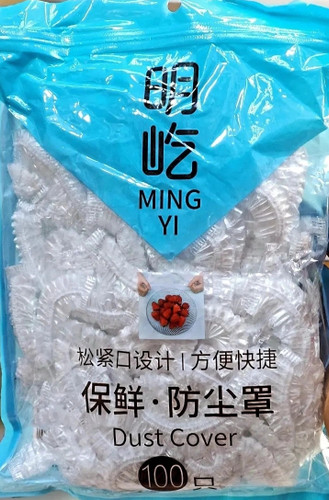 明
屹
MING
YI
松紧口设计 | 方便快捷
保鲜·防尘罩
Dust Cover
100只